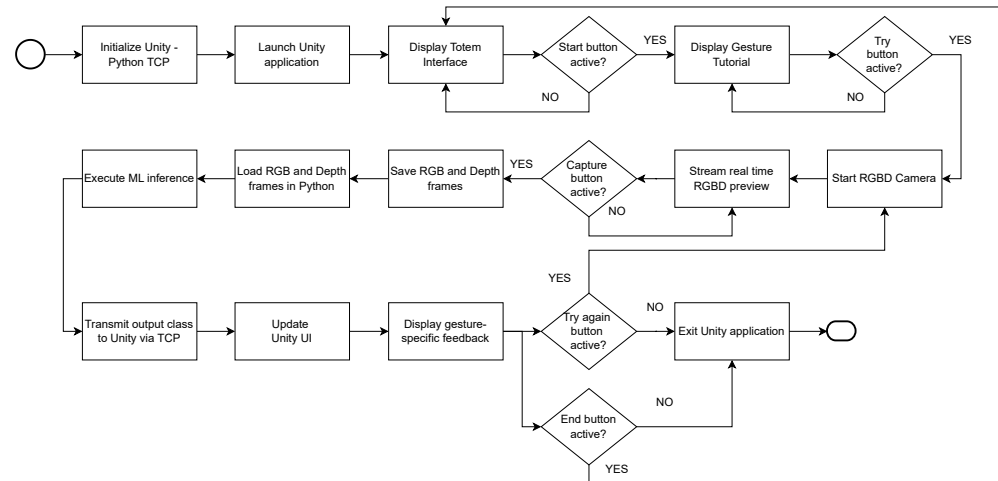 Initialize Unity -
Python TCP
Launch Unity
application
Display Totem
Interface
Start button
active?
YES
NO
Display Gesture
Tutorial
Try
button
active?
YES
NO
Execute ML inference
Load RGB and Depth
frames in Python
Save RGB and Depth
frames
YES
Capture
button
active?
NO
Stream real time
RGBD preview
Start RGBD Camera
Transmit output class
to Unity via TCP
Update
Unity UI
Display gesture-
specific feedback
YES
Try again
button
active?
NO
Exit Unity application
End button
active?
NO
YES